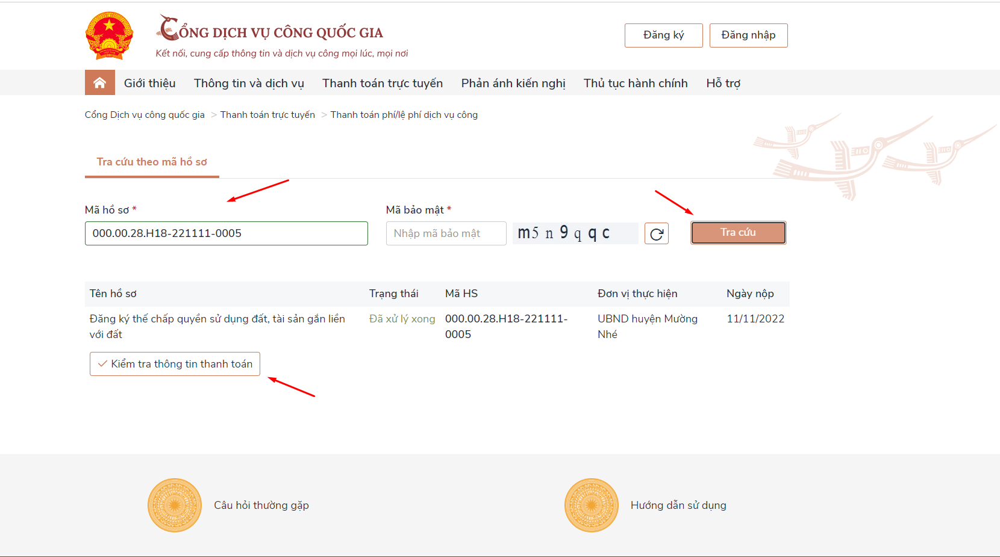 CỔNG DỊCH VỤ CÔNG QUỐC GIA
Kết nối, cung cấp thông tin và dịch vụ công mọi lúc, mọi nơi
Đăng ký
Đăng nhập
Giới thiệu
Thông tin và dịch vụ
Thanh toán trực tuyến
Phản ánh kiến nghị
Thủ tục hành chính
Hỗ trợ
Cổng Dịch vụ công quốc gia > Thanh toán trực tuyến > Thanh toán phí/lệ phí dịch vụ công
Tra cứu theo mã hồ sơ
Mã hồ sơ *
Mã bảo mật *
000.00.28.H18-221111-0005
Nhập mã bảo mật
m5n9qqc
Tra cứu
Tên hồ sơ
Trạng thái
Mã HS
Đơn vị thực hiện
Ngày nộp
Đăng ký thế chấp quyền sử dụng đất, tài sản gắn liền
với đất
Đã xử lý xong
000.00.28.H18-221111-
0005
UBND huyện Mường
Nhé
11/11/2022
Kiểm tra thông tin thanh toán
Câu hỏi thường gặp
Hướng dẫn sử dụng